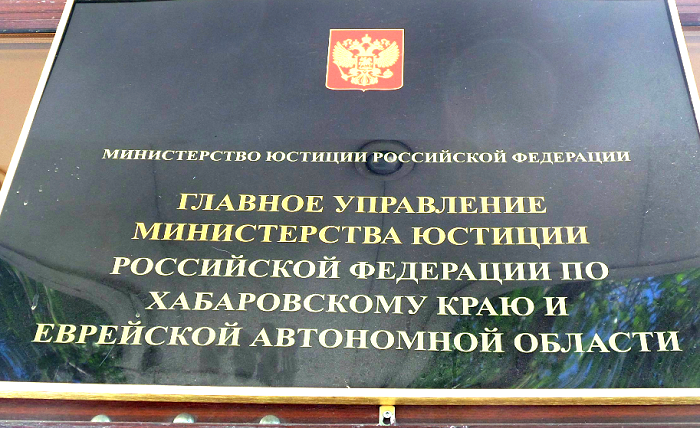 МИНИСТЕРСТВО ЮСТИЦИИ РОССИЙСКОЙ ФЕДЕРАЦИИ
ГЛАВНОЕ УПРАВЛЕНИЕ
МИНИСТЕРСТВА ЮСТИЦИИ
РОССИЙСКОЙ ФЕДЕРАЦИИ ПО
ХАБАРОВСКОМУ КРАЮ И
ЕВРЕЙСКОЙ АВТОНОМНОЙ ОБЛАСТИ